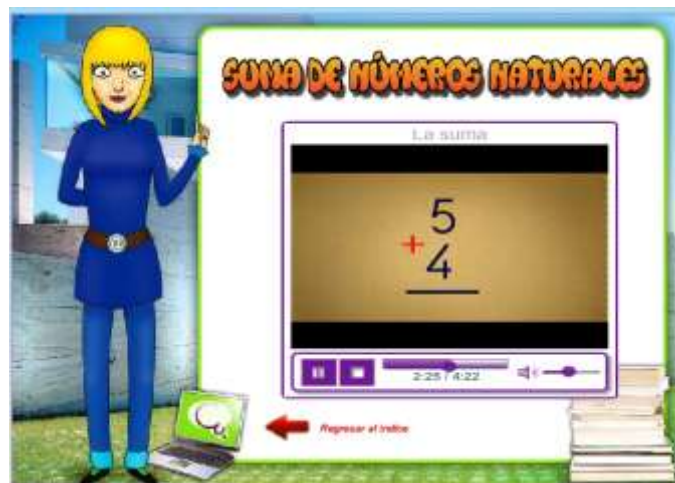 SUMA DE NÚMEROS NATURALES
La suma
5
+
4
2:25 / 4:22
Regresar al índice